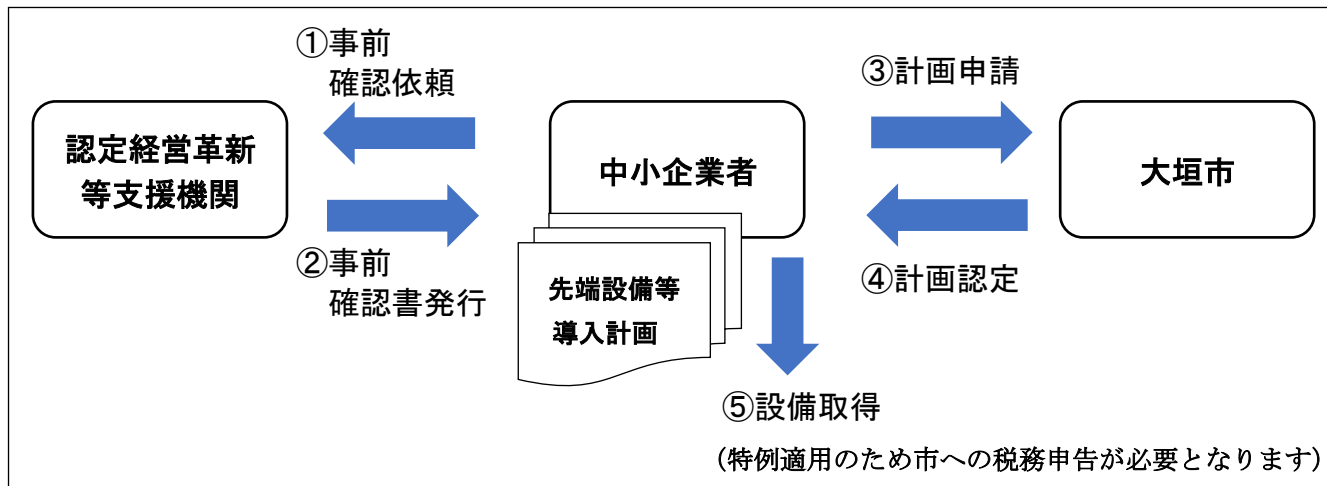 ①事前
確認依頼
認定経営革新
等支援機関
②事前
確認書発行
中小企業者
先端設備等
導入計画
③計画申請
大垣市
④計画認定
⑤設備取得
（特例適用のため市への税務申告が必要となります）